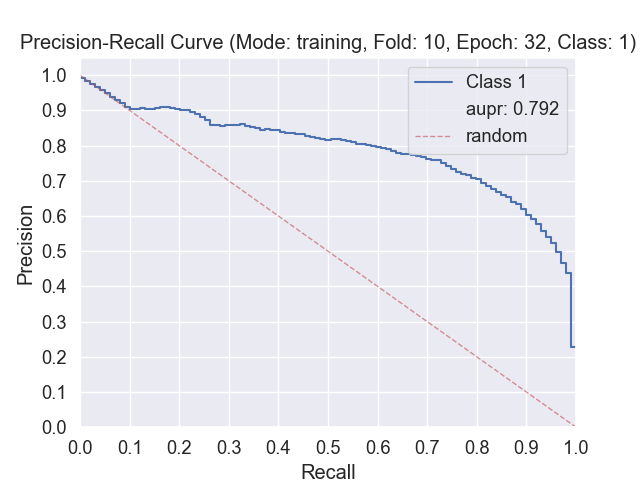 Precision-Recall Curve (Mode: training, Fold: 10, Epoch: 32, Class: 1)
1.0
0.9
0.8
0.7
0.6
0.5
0.4
0.3
0.2
0.1
0.0
Precision
Class 1
aupr: 0.792
random
0.0 0.1 0.2 0.3 0.4 0.5 0.6 0.7 0.8 0.9 1.0
Recall